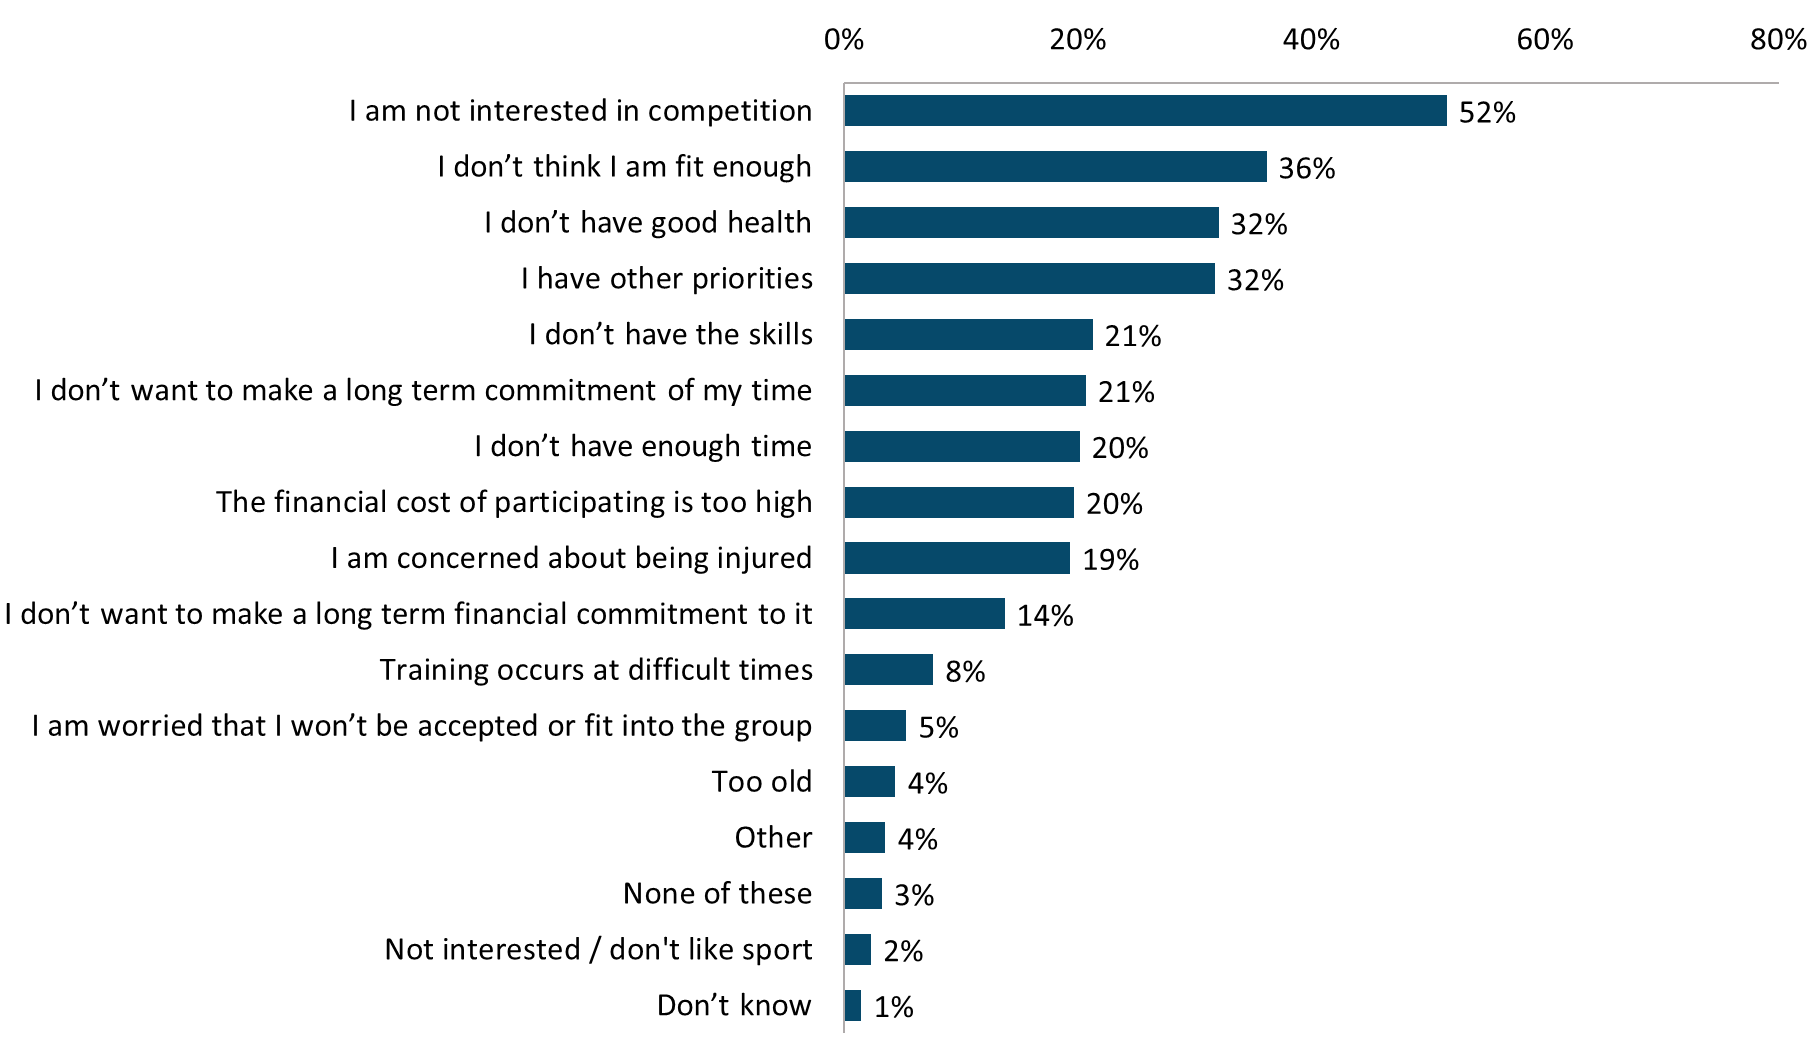 0% 20% 40% 60% 80%
I am not interested in competition 52%
I don’t think I am fit enough 36%
I don’t have good health 32%
I have other priorities 32%
I don’t have the skills 21%
I don’t want to make a long term commitment of my time 21%
I don’t have enough time 20%
The financial cost of participating is too high 20%
I am concerned about being injured 19%
I don’t want to make a long term financial commitment to it 14%
Training occurs at difficult times 8%
I am worried that I won’t be accepted or fit into the group 5%
Too old 4%
Other 4%
None of these 3%
Not interested / don't like sport 2%
Don’t know 1%